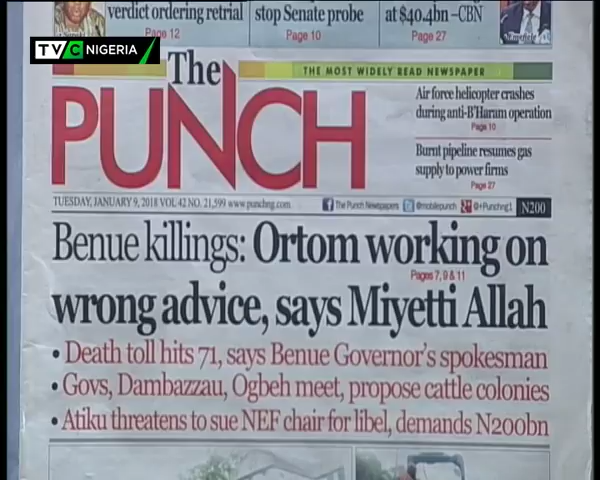 verdict ordering retrial
Page 12
stop Senate probe
Page 10
at $40.4bn –CBN
Page 27
TVC NIGERIA
The
PUNCH
THE MOST WIDELY READ NEWSPAPER
Air force helicopter crashes
during anti-B'Haram operation
Page 10
Burnt pipeline resumes gas
supply to power firms
Page 27
TUESDAY, JANUARY 9, 2018 VOL 42 NO. 21,599 www.punchng.com
The Punch Newspapers @mobilepunch @+Punchng1 N200
Benue killings: Ortom working on
Pages 7, 9 & 11
wrong advice, says Miyetti Allah
• Death toll hits 71, says Benue Governor's spokesman
• Govs, Dambazzau, Ogbeh meet, propose cattle colonies
• Atiku threatens to sue NEF chair for libel, demands N200bn